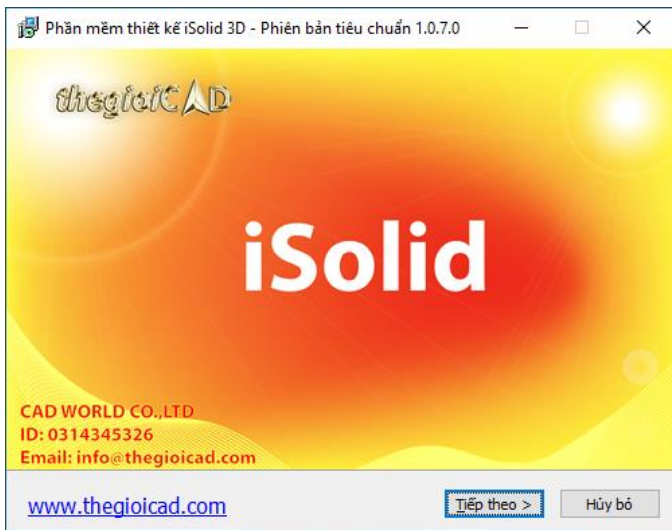 Phần mềm thiết kế iSolid 3D - Phiên bản tiêu chuẩn 1.0.7.0
thegioiCAD
iSolid
CAD WORLD CO.,LTD
ID: 0314345326
Email: info@thegioicad.com
www.thegioicad.com
Tiếp theo >
Hủy bỏ